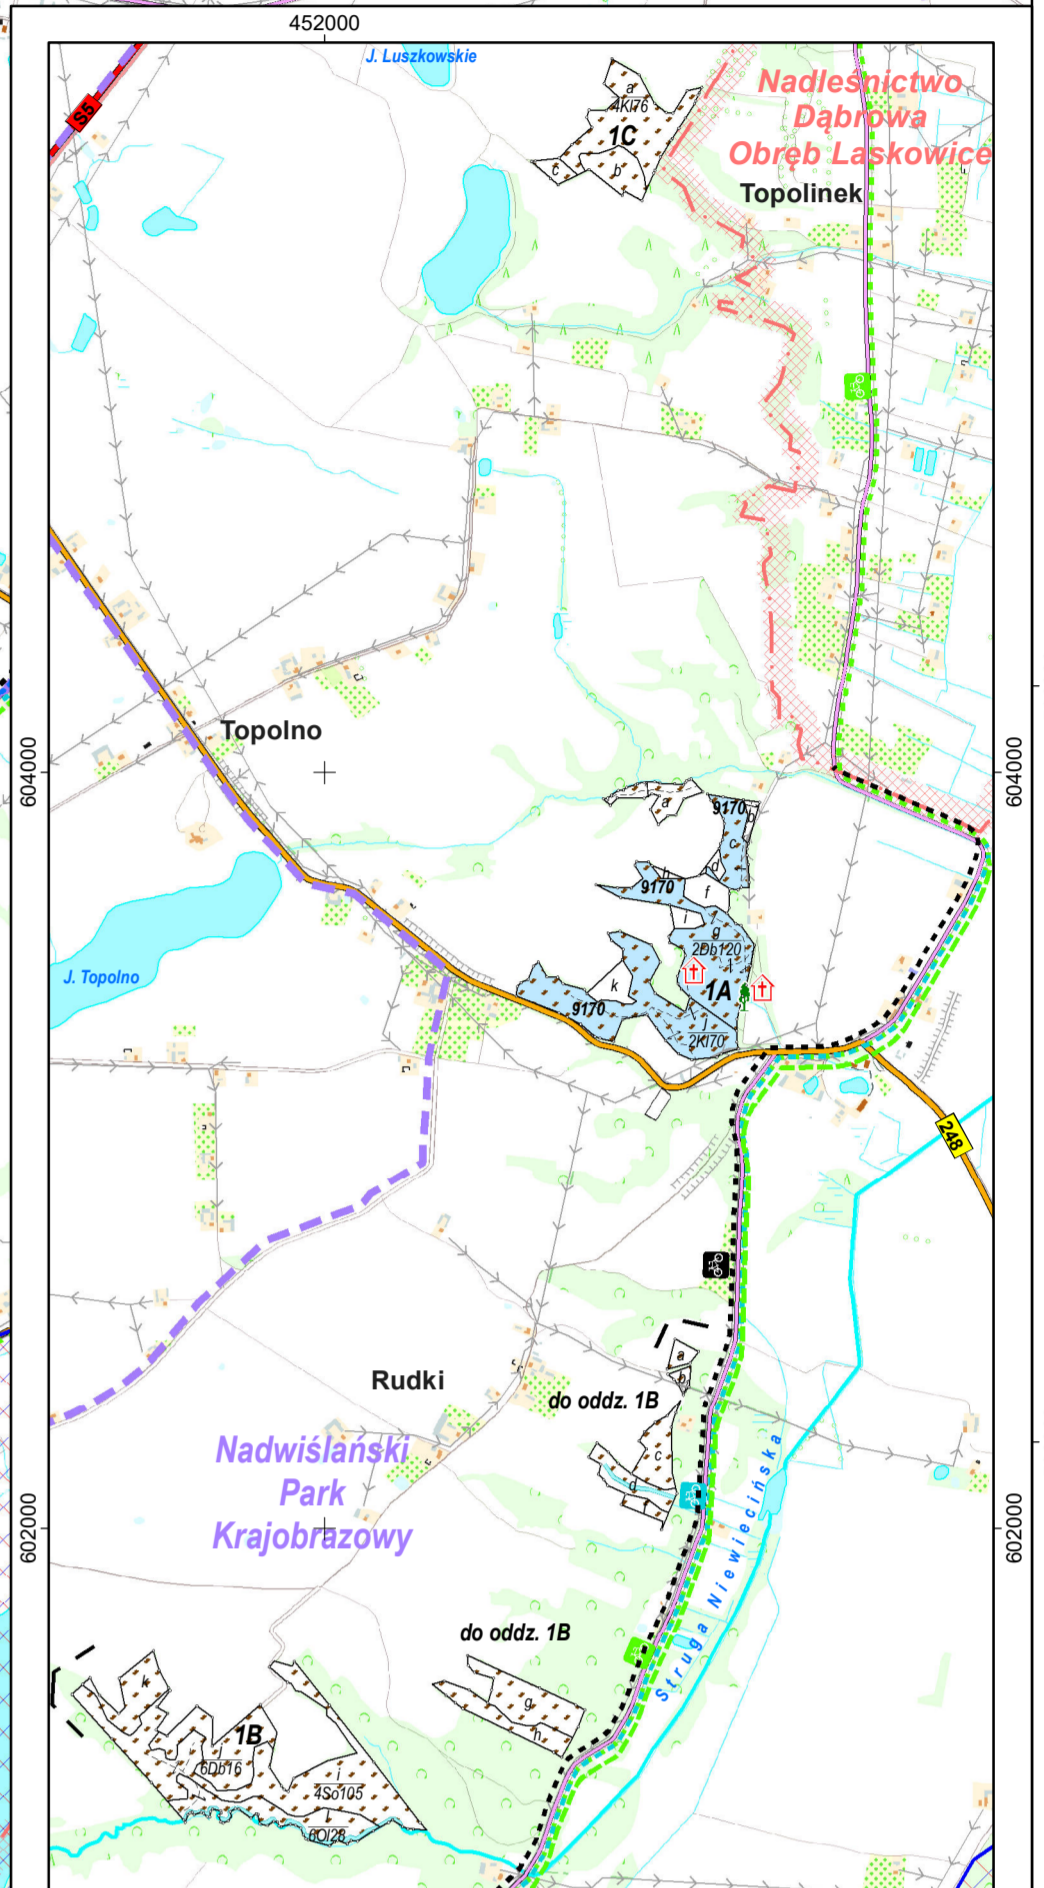 452000
J. Luszkowskie
S5
Nadleśnictwo
Dąbrowa
Obręb Laskowice
a
4Kl76
1C
c
b
Topolinek
Topolno
604000
604000
a
9170
b
c
d
h
9170
f
i
g
2Db120
J. Topolno
k
1A
9170
j
2Kl70
248
a
b
Rudki
do oddz. 1B
c
d
f
Nadwiślański
Park
Krajobrazowy
602000
602000
Struga Niewiecińska
do oddz. 1B
k
g
h
1B
j
6Db16
i
4So105
l
6Ol28